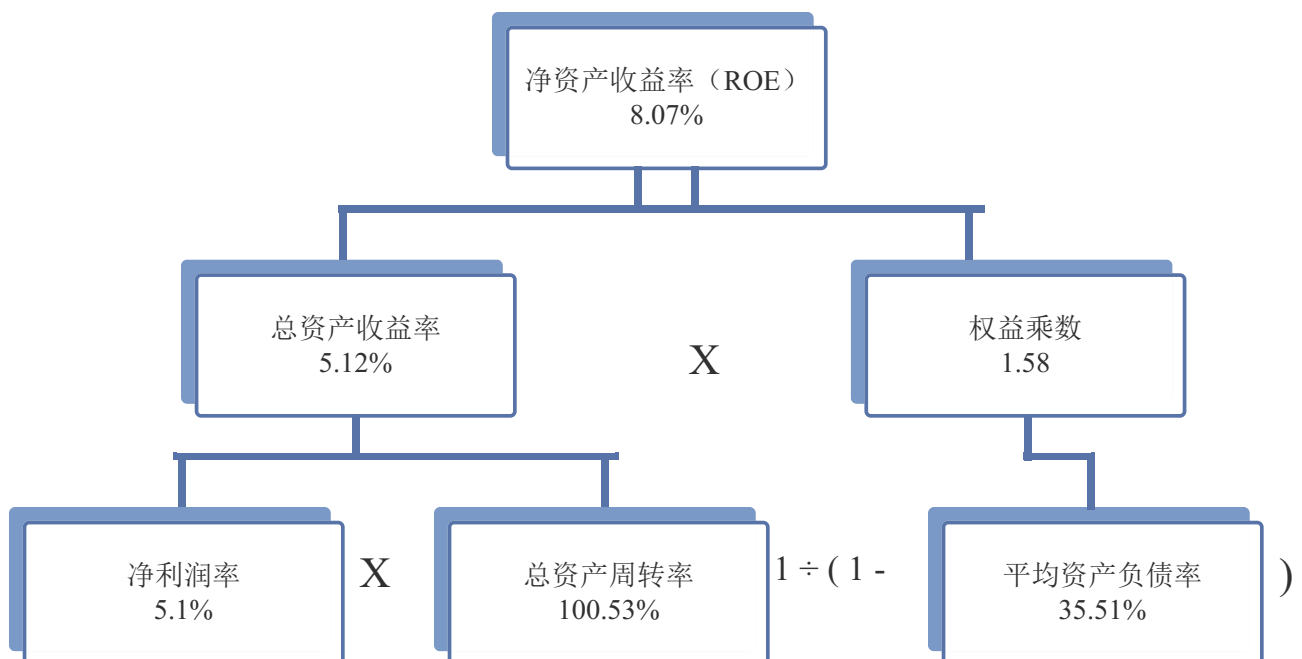 净资产收益率（ROE）
8.07%
总资产收益率
5.12%
X
权益乘数
1.58
净利润率
5.1%
X
总资产周转率
100.53%
1 ÷ ( 1 -
平均资产负债率
35.51%
)